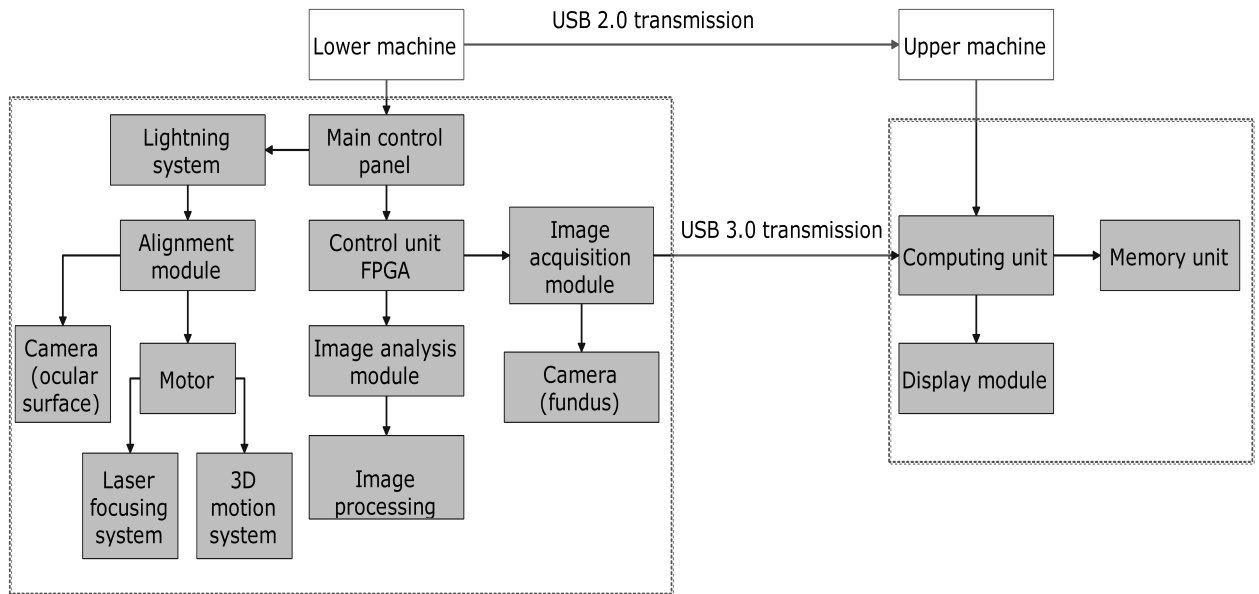 USB 2.0 transmission
Lower machine
Upper machine
Lightning
system
Main control
panel
Alignment
module
Control unit
FPGA
Image
acquisition
module
USB 3.0 transmission
Computing unit
Memory unit
Camera
(ocular
surface)
Motor
Image analysis
module
Camera
(fundus)
Display module
Laser
focusing
system
3D
motion
system
Image
processing